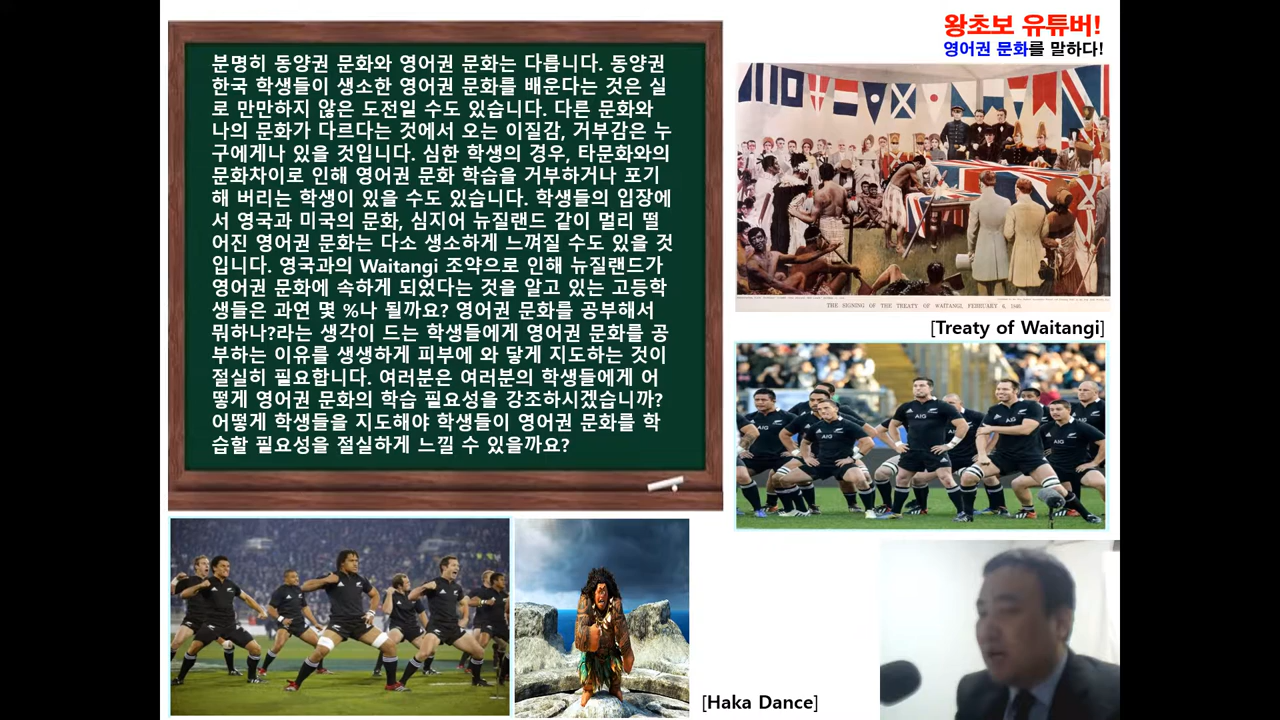 왕초보 유튜버!
영어권 문화를 말하다!
분명히 동양권 문화와 영어권 문화는 다릅니다. 동양권
한국 학생들이 생소한 영어권 문화를 배운다는 것은 실
로 만만하지 않은 도전일 수도 있습니다. 다른 문화와
나의 문화가 다르다는 것에서 오는 이질감, 거부감은 누
구에게나 있을 것입니다. 심한 학생의 경우, 타문화와의
문화차이로 인해 영어권 문화 학습을 거부하거나 포기
해 버리는 학생이 있을 수도 있습니다. 학생들의 입장에
서 영국과 미국의 문화, 심지어 뉴질랜드 같이 멀리 떨
어진 영어권 문화는 다소 생소하게 느껴질 수도 있을 것
입니다. 영국과의 Waitangi 조약으로 인해 뉴질랜드가
영어권 문화에 속하게 되었다는 것을 알고 있는 고등학
생들은 과연 몇 %나 될까요? 영어권 문화를 공부해서
뭐하나?라는 생각이 드는 학생들에게 영어권 문화를 공
부하는 이유를 생생하게 피부에 와 닿게 지도하는 것이
절실히 필요합니다. 여러분은 여러분의 학생들에게 어
떻게 영어권 문화의 학습 필요성을 강조하시겠습니까?
어떻게 학생들을 지도해야 학생들이 영어권 문화를 학
습할 필요성을 절실하게 느낄 수 있을까요?
THE SIGNING OF THE TREATY OF WAITANGI, FEBRUARY 6, 1840.
[Treaty of Waitangi]
AIG
AIG
AIG
AIG
[Haka Dance]